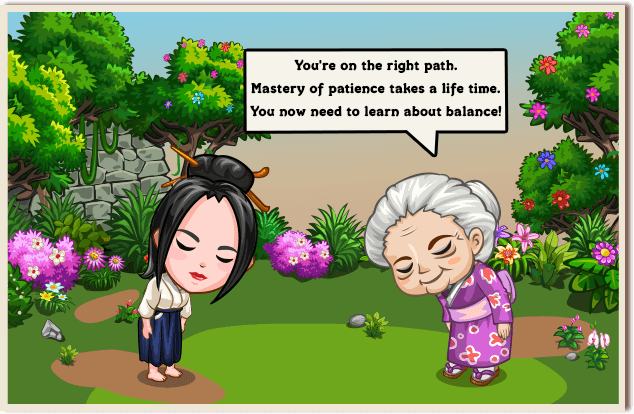 You're on the right path.
Mastery of patience takes a life time.
You now need to learn about balance!